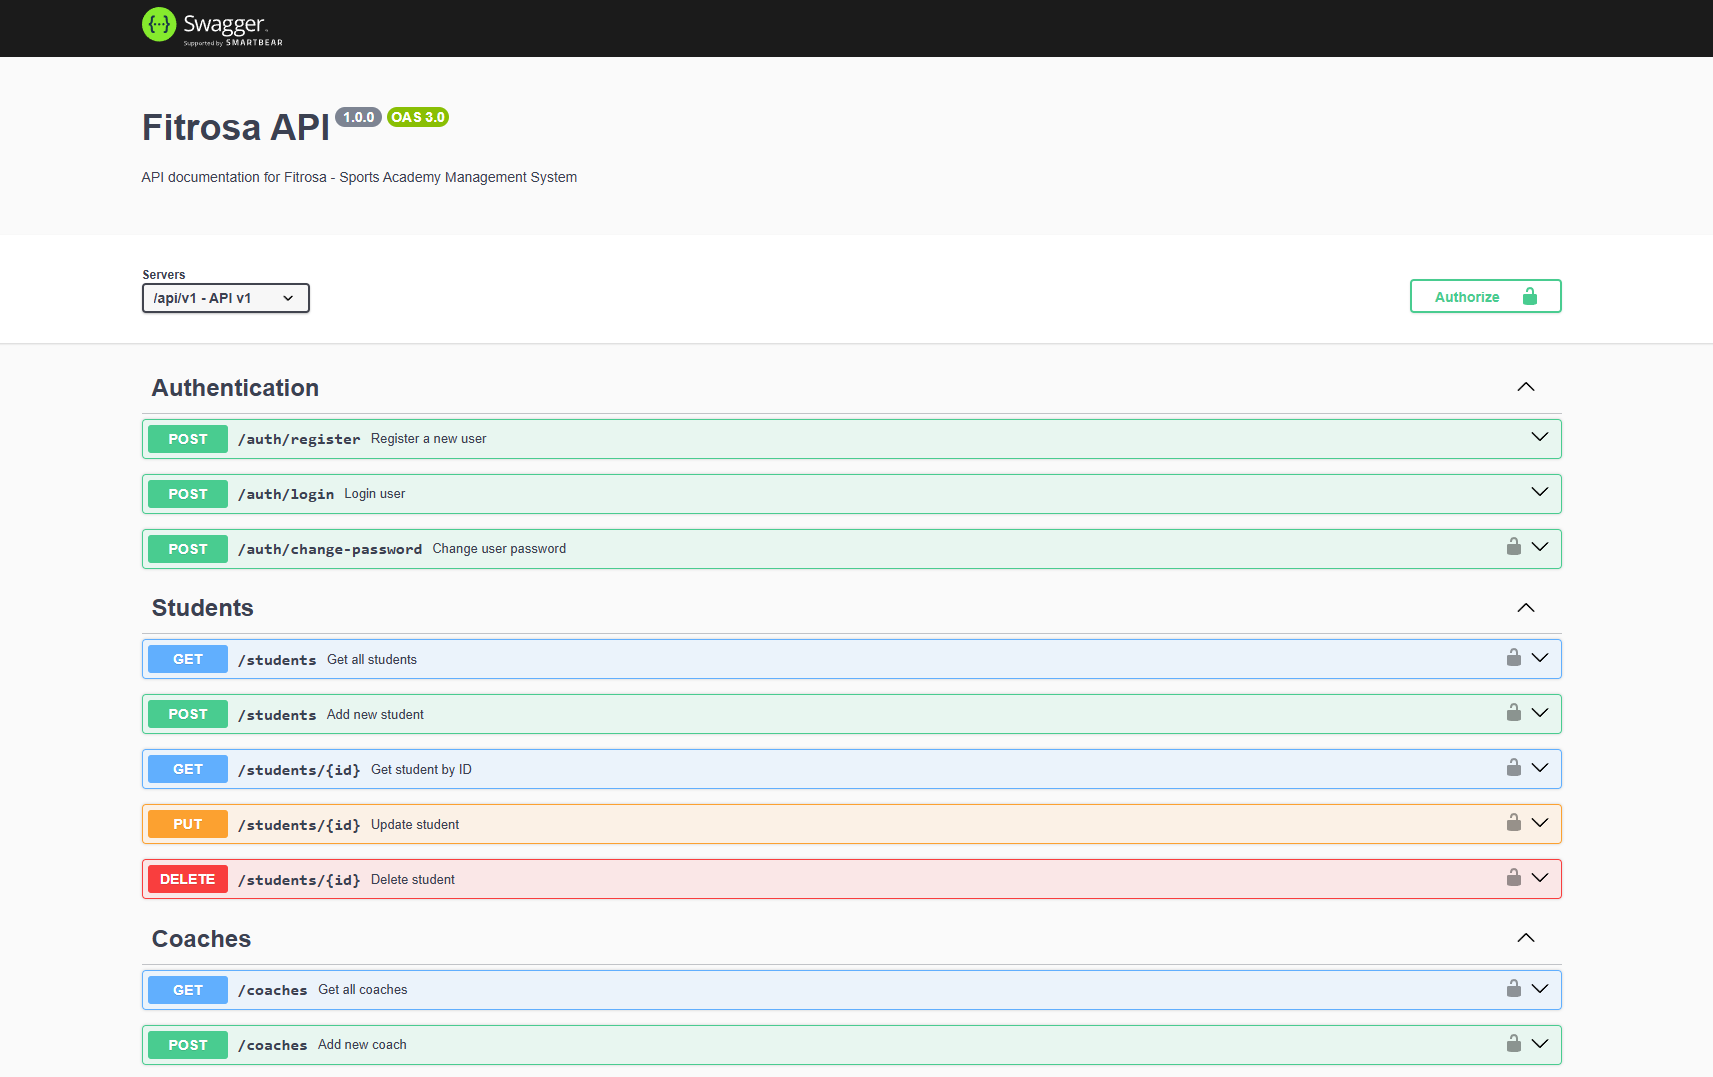 Swagger
Supported by SMARTBEAR
Fitrosa API 1.0.0 OAS 3.0
API documentation for Fitrosa - Sports Academy Management System
Servers
/api/v1 - API v1
Authorize
Authentication
POST /auth/register Register a new user
POST /auth/login Login user
POST /auth/change-password Change user password
Students
GET /students Get all students
POST /students Add new student
GET /students/{id} Get student by ID
PUT /students/{id} Update student
DELETE /students/{id} Delete student
Coaches
GET /coaches Get all coaches
POST /coaches Add new coach